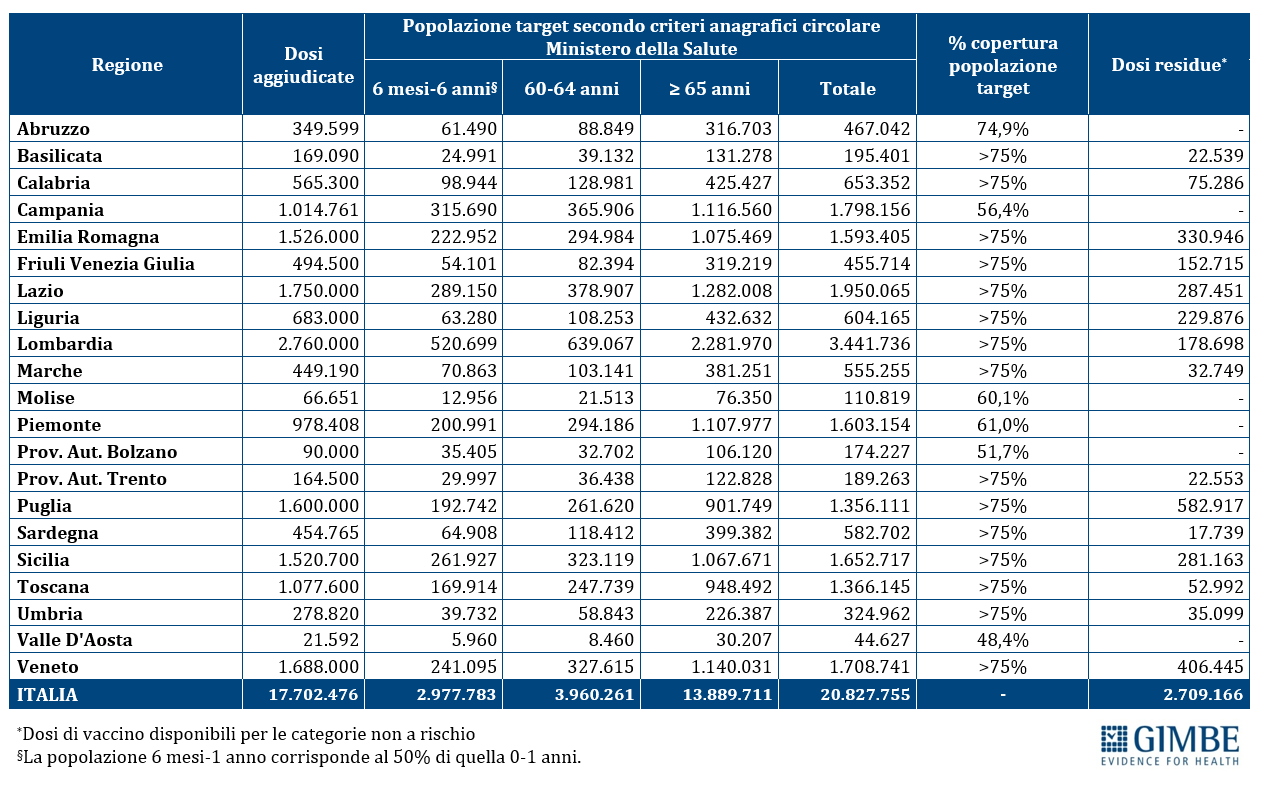 Regione Dosi aggiudicate Popolazione target secondo criteri anagrafici circolare Ministero della Salute % copertura popolazione target Dosi residue*
6 mesi-6 anni§ 60-64 anni ≥ 65 anni Totale
Abruzzo 349.599 61.490 88.849 316.703 467.042 74,9% -
Basilicata 169.090 24.991 39.132 131.278 195.401 >75% 22.539
Calabria 565.300 98.944 128.981 425.427 653.352 >75% 75.286
Campania 1.014.761 315.690 365.906 1.116.560 1.798.156 56,4% -
Emilia Romagna 1.526.000 222.952 294.984 1.075.469 1.593.405 >75% 330.946
Friuli Venezia Giulia 494.500 54.101 82.394 319.219 455.714 >75% 152.715
Lazio 1.750.000 289.150 378.907 1.282.008 1.950.065 >75% 287.451
Liguria 683.000 63.280 108.253 432.632 604.165 >75% 229.876
Lombardia 2.760.000 520.699 639.067 2.281.970 3.441.736 >75% 178.698
Marche 449.190 70.863 103.141 381.251 555.255 >75% 32.749
Molise 66.651 12.956 21.513 76.350 110.819 60,1% -
Piemonte 978.408 200.991 294.186 1.107.977 1.603.154 61,0% -
Prov. Aut. Bolzano 90.000 35.405 32.702 106.120 174.227 51,7% -
Prov. Aut. Trento 164.500 29.997 36.438 122.828 189.263 >75% 22.553
Puglia 1.600.000 192.742 261.620 901.749 1.356.111 >75% 582.917
Sardegna 454.765 64.908 118.412 399.382 582.702 >75% 17.739
Sicilia 1.520.700 261.927 323.119 1.067.671 1.652.717 >75% 281.163
Toscana 1.077.600 169.914 247.739 948.492 1.366.145 >75% 52.992
Umbria 278.820 39.732 58.843 226.387 324.962 >75% 35.099
Valle D'Aosta 21.592 5.960 8.460 30.207 44.627 48,4% -
Veneto 1.688.000 241.095 327.615 1.140.031 1.708.741 >75% 406.445
ITALIA 17.702.476 2.977.783 3.960.261 13.889.711 20.827.755 - 2.709.166
*Dosi di vaccino disponibili per le categorie non a rischio
§La popolazione 6 mesi-1 anno corrisponde al 50% di quella 0-1 anni.
GIMBE
EVIDENCE FOR HEALTH